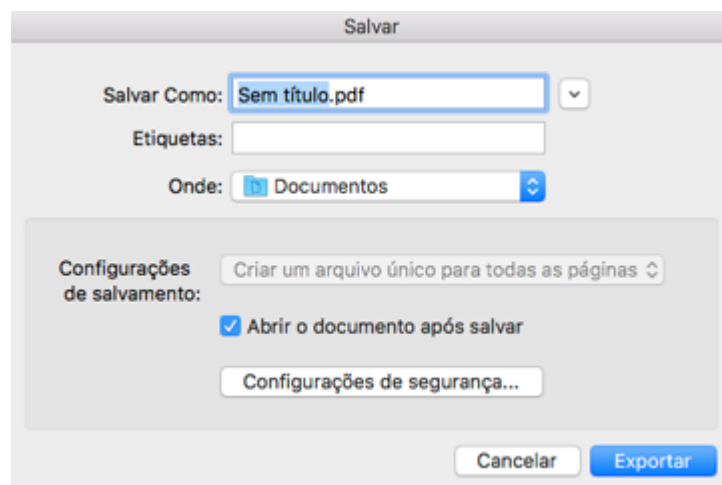 Salvar
Salvar Como: Sem título.pdf
Etiquetas:
Onde: Documentos
Configurações
de salvamento:
Criar um arquivo único para todas as páginas
Abrir o documento após salvar
Configurações de segurança...
Cancelar Exportar